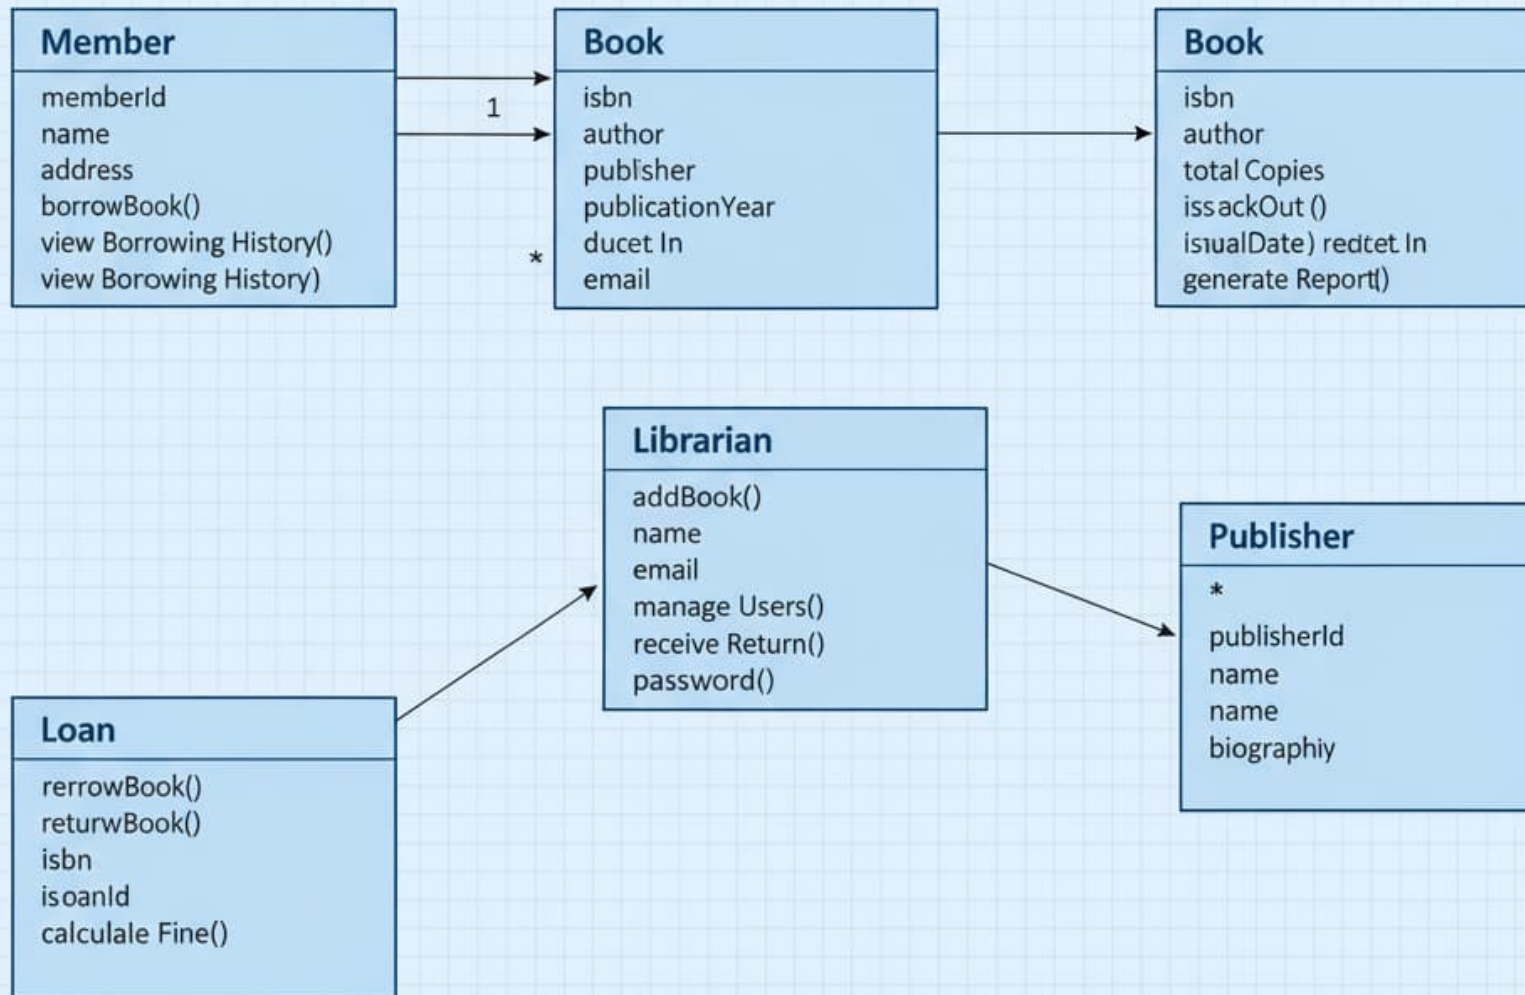 Member
memberId
name
address
borrowBook()
view Borrowing History()
view Borowing History)
1
*
Book
isbn
author
publsher
publicationYear
ducet In
email
Book
isbn
author
total Copies
issackOut ()
isualDate) redtet In
generate Report()
Librarian
addBook()
name
email
manage Users()
receive Return()
password()
Publisher
*
publisherId
name
name
biographiy
Loan
rerrowBook()
returwBook()
isbn
isoanId
calculale Fine()